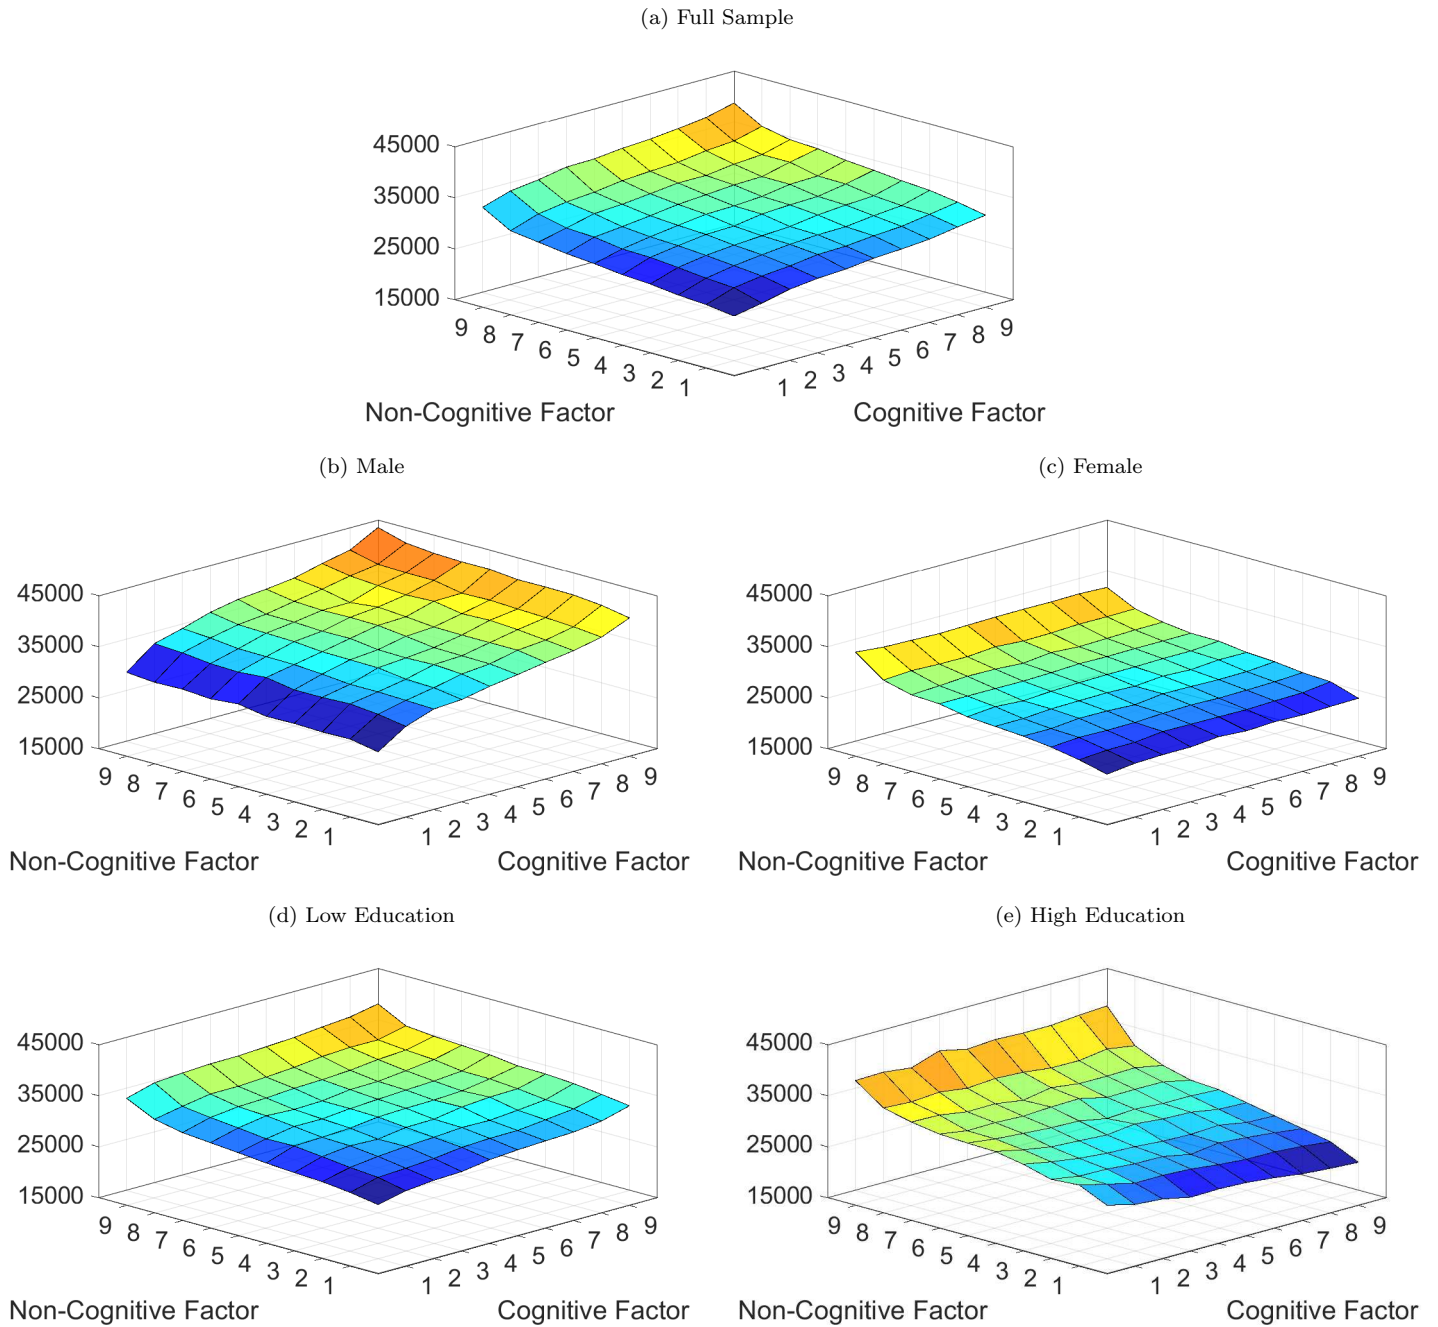 (a) Full Sample
45000
35000
25000
15000
9 8 7 6 5 4 3 2 1
1 2 3 4 5 6 7 8 9
Non-Cognitive Factor
Cognitive Factor
(b) Male
45000
35000
25000
15000
9 8 7 6 5 4 3 2 1
1 2 3 4 5 6 7 8 9
Non-Cognitive Factor
Cognitive Factor
(c) Female
45000
35000
25000
15000
9 8 7 6 5 4 3 2 1
1 2 3 4 5 6 7 8 9
Non-Cognitive Factor
Cognitive Factor
(d) Low Education
45000
35000
25000
15000
9 8 7 6 5 4 3 2 1
1 2 3 4 5 6 7 8 9
Non-Cognitive Factor
Cognitive Factor
(e) High Education
45000
35000
25000
15000
9 8 7 6 5 4 3 2 1
1 2 3 4 5 6 7 8 9
Non-Cognitive Factor
Cognitive Factor